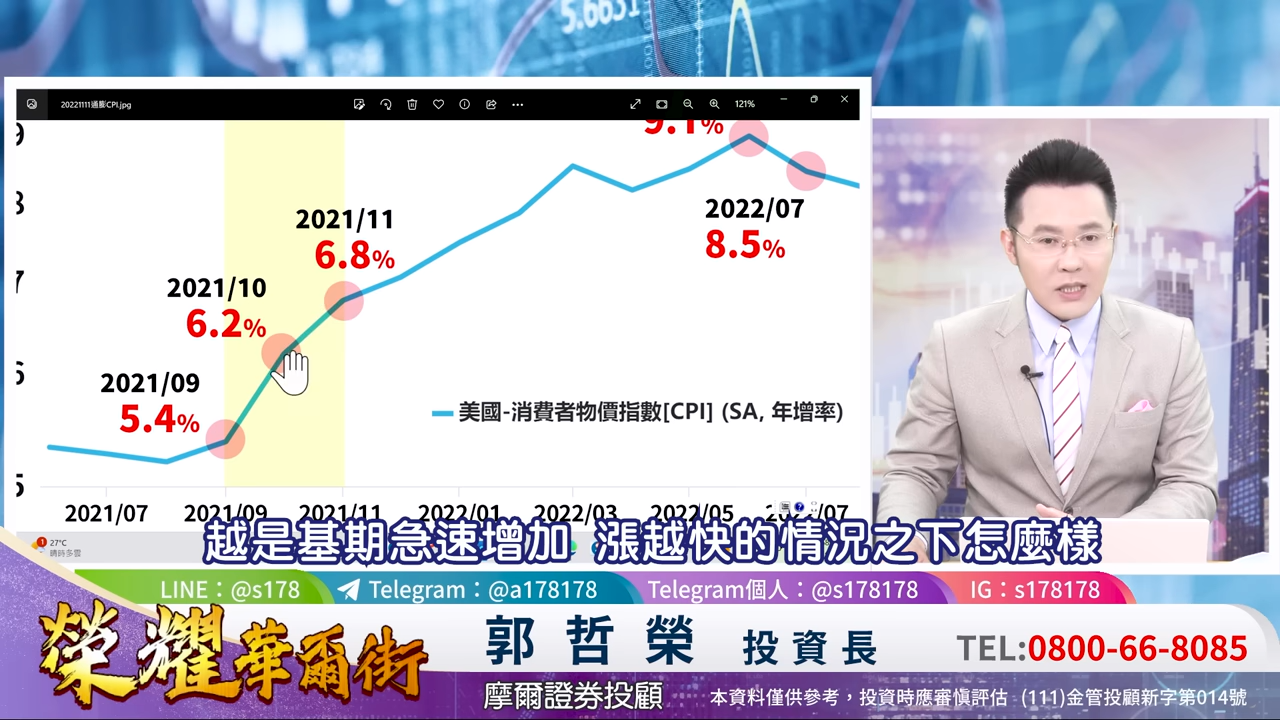 5.6631
20221111通膨CPI.jpg
121%
9.1%
2022/07
8.5%
2021/11
6.8%
2021/10
6.2%
2021/09
5.4%
美國-消費者物價指數[CPI] (SA, 年增率)
2021/07 2021/09 2021/11 2022/01 2022/03 2022/05
27°C
晴時多雲
越是基期急速增加 漲越快的情況之下怎麼樣
LINE：@s178 Telegram：@a178178 Telegram個人：@s178178 IG：s178178
榮耀華爾街
郭哲榮 投資長
TEL:0800-66-8085
摩爾證券投顧
本資料僅供參考，投資時應審慎評估 (111)金管投顧新字第014號